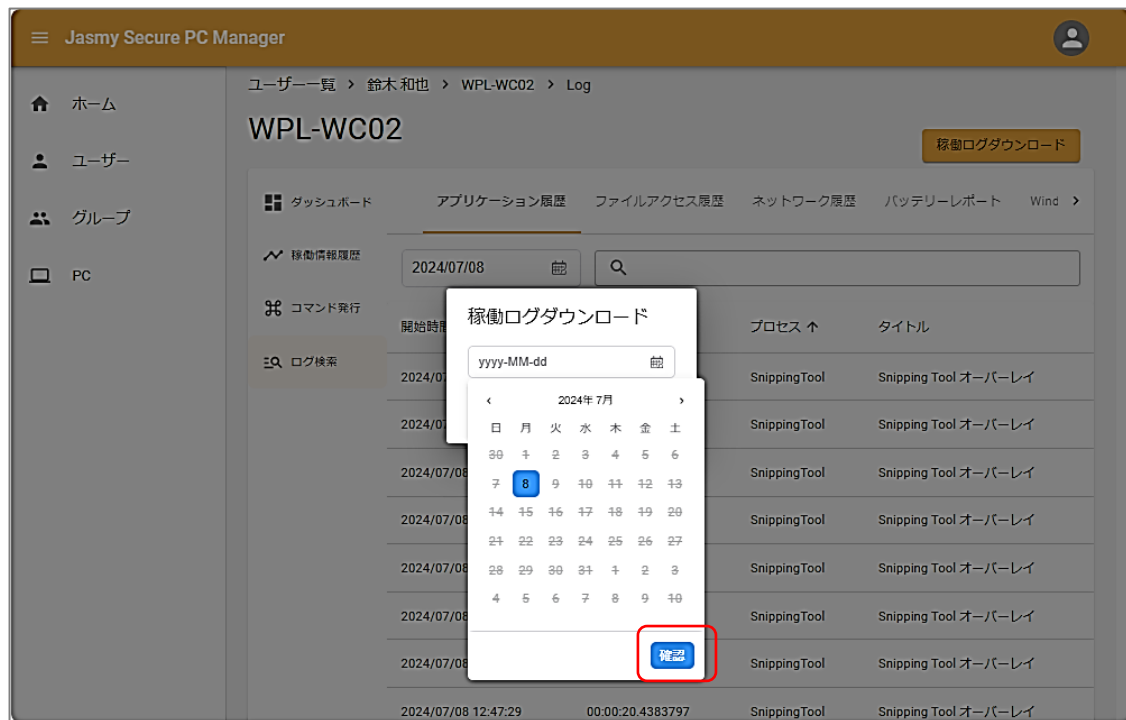 Jasmy Secure PC Manager
ホーム
ユーザー
グループ
PC
ユーザー一覧 > 鈴木 和也 > WPL-WC02 > Log
WPL-WC02
稼働ログダウンロード
ダッシュボード
稼働情報履歴
コマンド発行
ログ検索
アプリケーション履歴 ファイルアクセス履歴 ネットワーク履歴 バッテリーレポート Wind >
2024/07/08
開始時 プロセス ↑ タイトル
2024/07 SnippingTool Snipping Tool オーバーレイ
2024/07 SnippingTool Snipping Tool オーバーレイ
2024/07/08 SnippingTool Snipping Tool オーバーレイ
2024/07/08 SnippingTool Snipping Tool オーバーレイ
2024/07/08 SnippingTool Snipping Tool オーバーレイ
2024/07/08 SnippingTool Snipping Tool オーバーレイ
2024/07/08 SnippingTool Snipping Tool オーバーレイ
2024/07/08 12:47:29 00:00:20.4383797 SnippingTool Snipping Tool オーバーレイ
稼働ログダウンロード
yyyy-MM-dd
‹ 2024年 7月 ›
日 月 火 水 木 金 土
30 1 2 3 4 5 6
7 8 9 10 11 12 13
14 15 16 17 18 19 20
21 22 23 24 25 26 27
28 29 30 31 1 2 3
4 5 6 7 8 9 10
確認